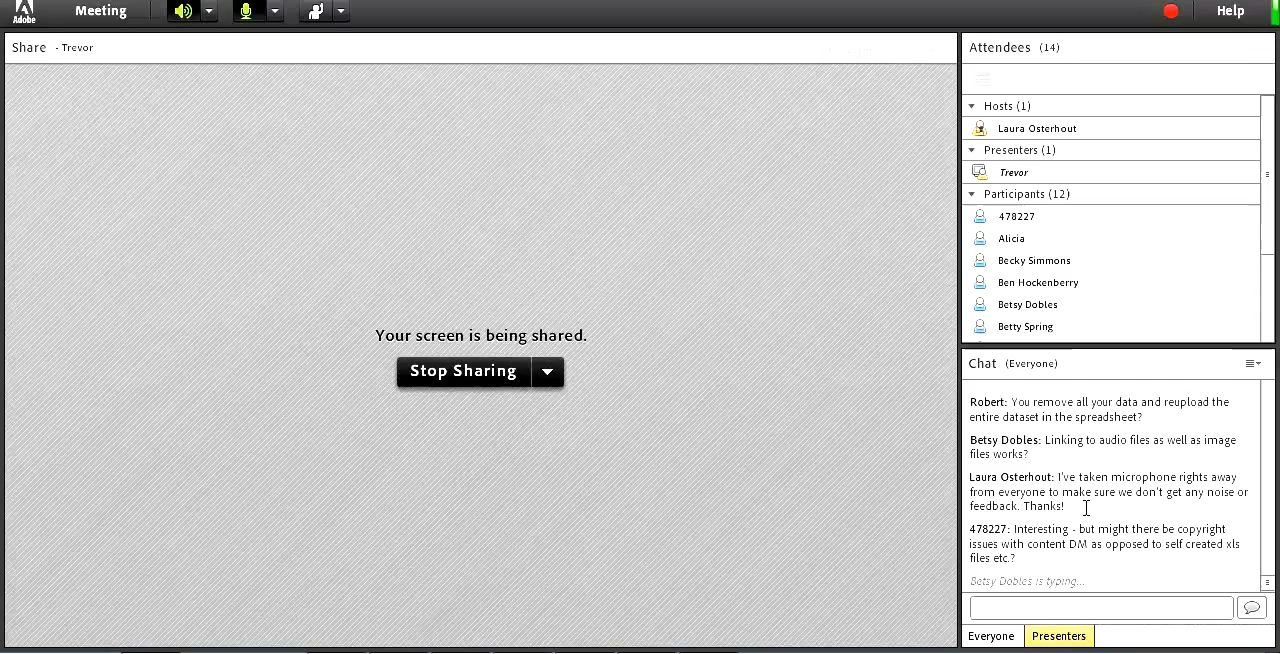 Adobe
Meeting
Help
Share - Trevor
Your screen is being shared.
Stop Sharing
Attendees (14)
Hosts (1)
Laura Osterhout
Presenters (1)
Trevor
Participants (12)
478227
Alicia
Becky Simmons
Ben Hockenberry
Betsy Dobles
Betty Spring
Chat (Everyone)
Robert: You remove all your data and reupload the
entire dataset in the spreadsheet?
Betsy Dobles: Linking to audio files as well as image
files works?
Laura Osterhout: I've taken microphone rights away
from everyone to make sure we don't get any noise or
feedback. Thanks!
478227: Interesting - but might there be copyright
issues with content DM as opposed to self created xls
files etc.?
Betsy Dobles is typing...
Everyone
Presenters